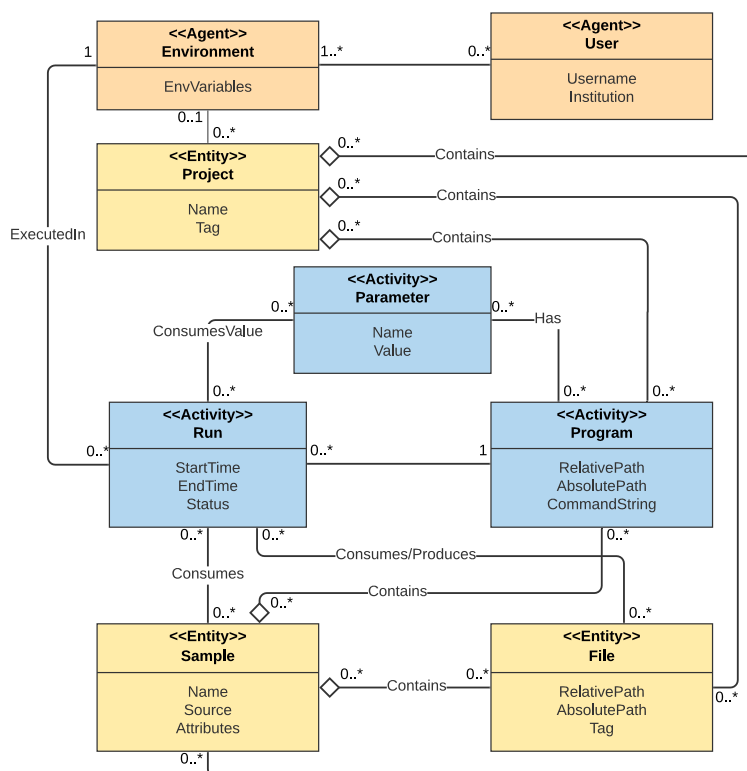 <<Agent>>
Environment
EnvVariables
<<Agent>>
User
Username
Institution
1
1..*
0..*
0..1
0..*
<<Entity>>
Project
Name
Tag
0..*
Contains
0..*
Contains
0..*
Contains
ExecutedIn
<<Activity>>
Parameter
Name
Value
0..*
0..*
ConsumesValue
Has
0..*
0..*
0..*
<<Activity>>
Run
StartTime
EndTime
Status
<<Activity>>
Program
RelativePath
AbsolutePath
CommandString
0..*
0..*
1
0..*
0..*
0..*
Consumes/Produces
Consumes
Contains
0..*
0..*
0..*
<<Entity>>
Sample
Name
Source
Attributes
<<Entity>>
File
RelativePath
AbsolutePath
Tag
0..*
Contains
0..*
0..*
0..*